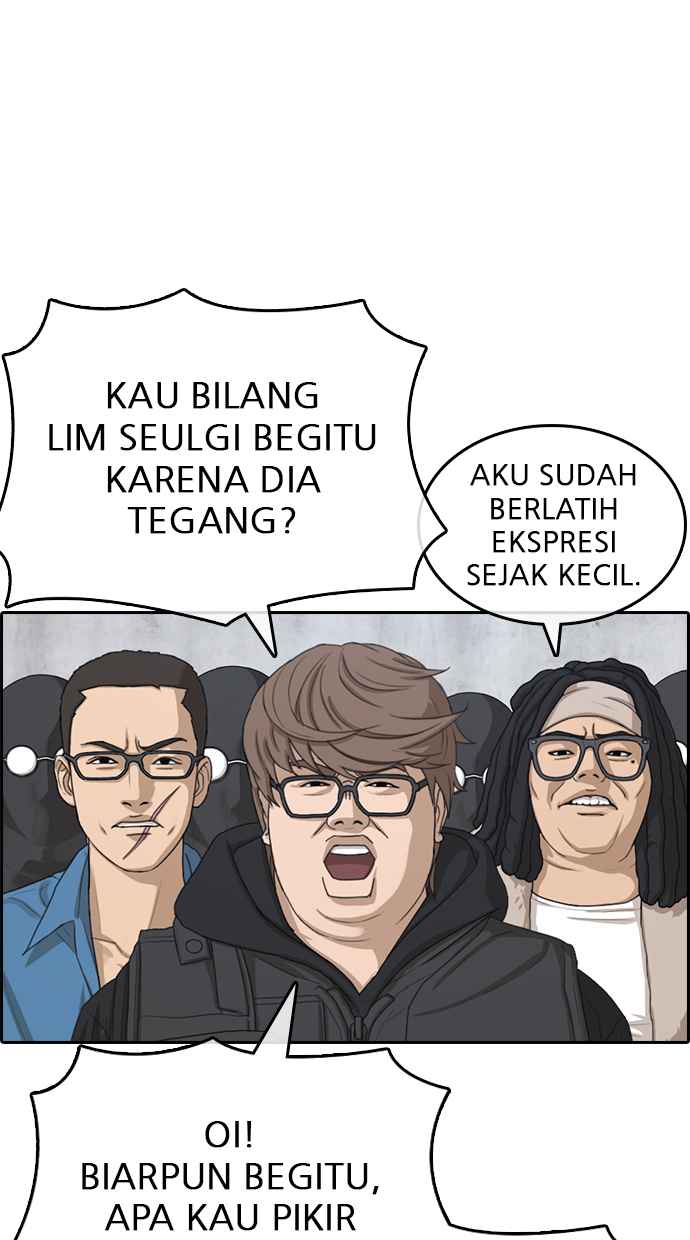 KAU BILANG
LIM SEULGI BEGITU
KARENA DIA
TEGANG?
AKU SUDAH
BERLATIH
EKSPRESI
SEJAK KECIL.
OI!
BIARPUN BEGITU,
APA KAU PIKIR